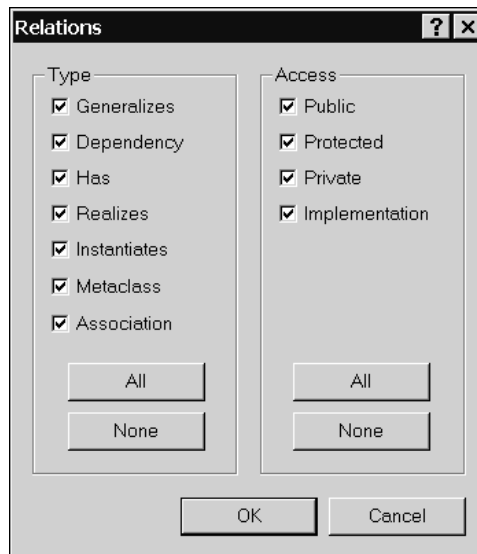 Relations
Type
Generalizes
Dependency
Has
Realizes
Instantiates
Metaclass
Association
All
None
Access
Public
Protected
Private
Implementation
All
None
OK
Cancel